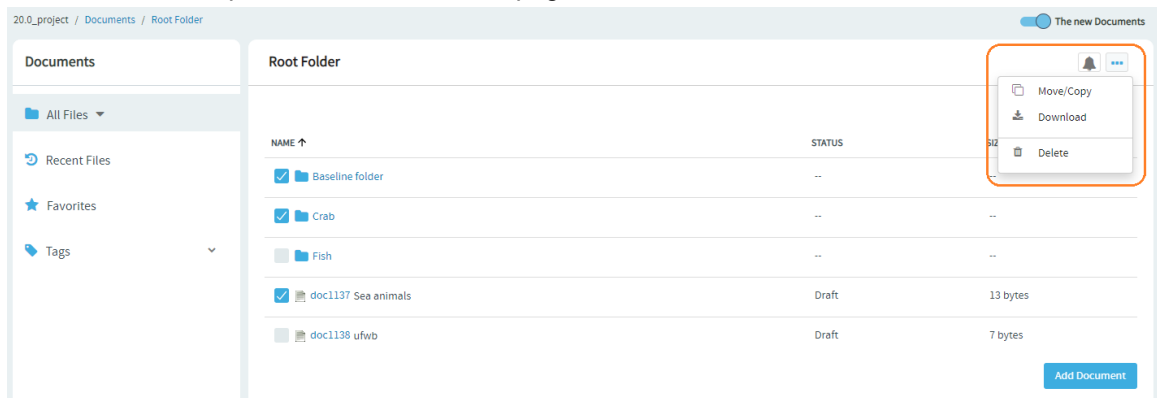 20.0_project / Documents / Root Folder
The new Documents
Documents
All Files
Recent Files
Favorites
Tags
Root Folder
Move/Copy
Download
Delete
NAME STATUS SIZ
Baseline folder -- --
Crab -- --
Fish -- --
doc1137 Sea animals Draft 13 bytes
doc1138 ufwb Draft 7 bytes
Add Document